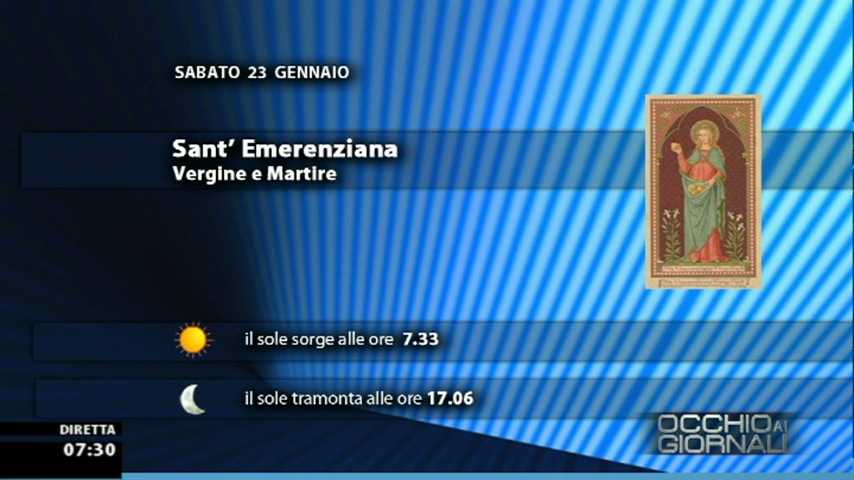 SABATO 23 GENNAIO
Sant' Emerenziana
Vergine e Martire
il sole sorge alle ore 7.33
il sole tramonta alle ore 17.06
DIRETTA
07:30
OCCHIO AI
GIORNALI